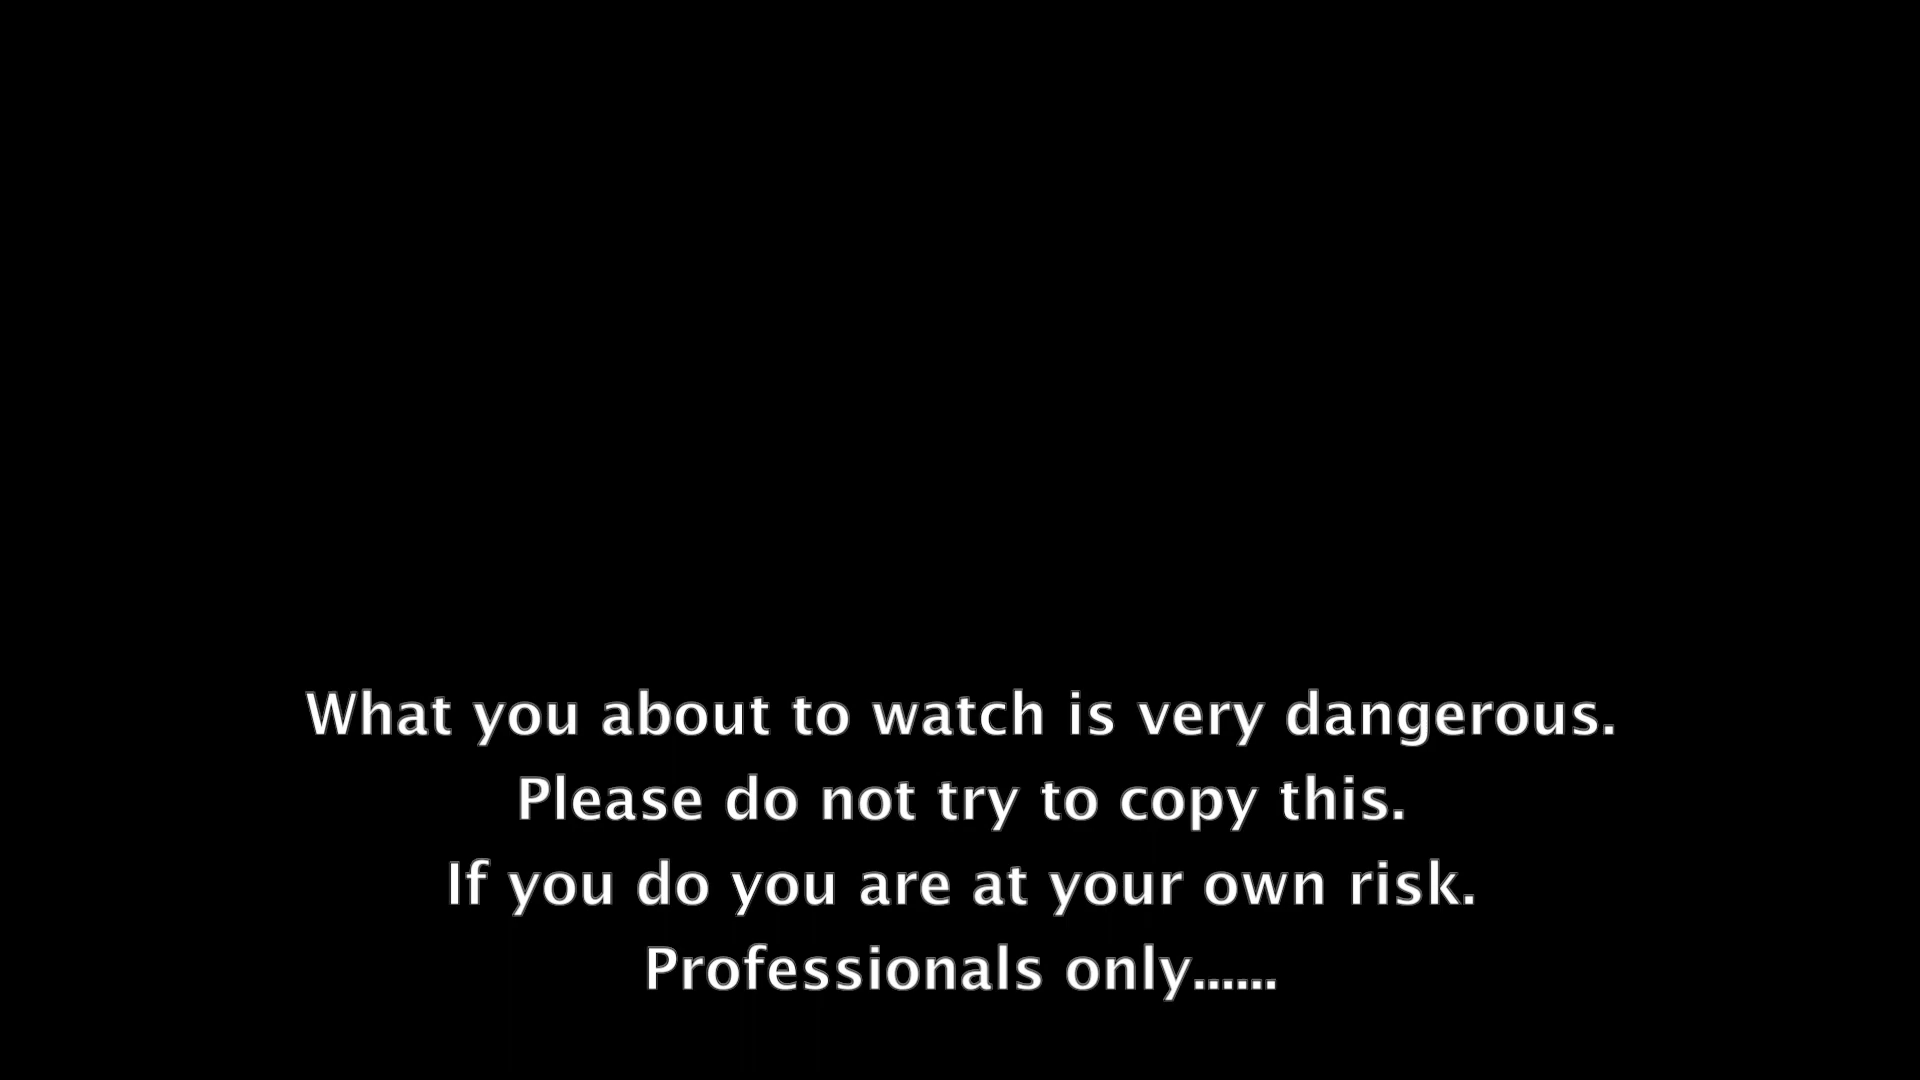 What you about to watch is very dangerous.
Please do not try to copy this.
If you do you are at your own risk.
Professionals only......